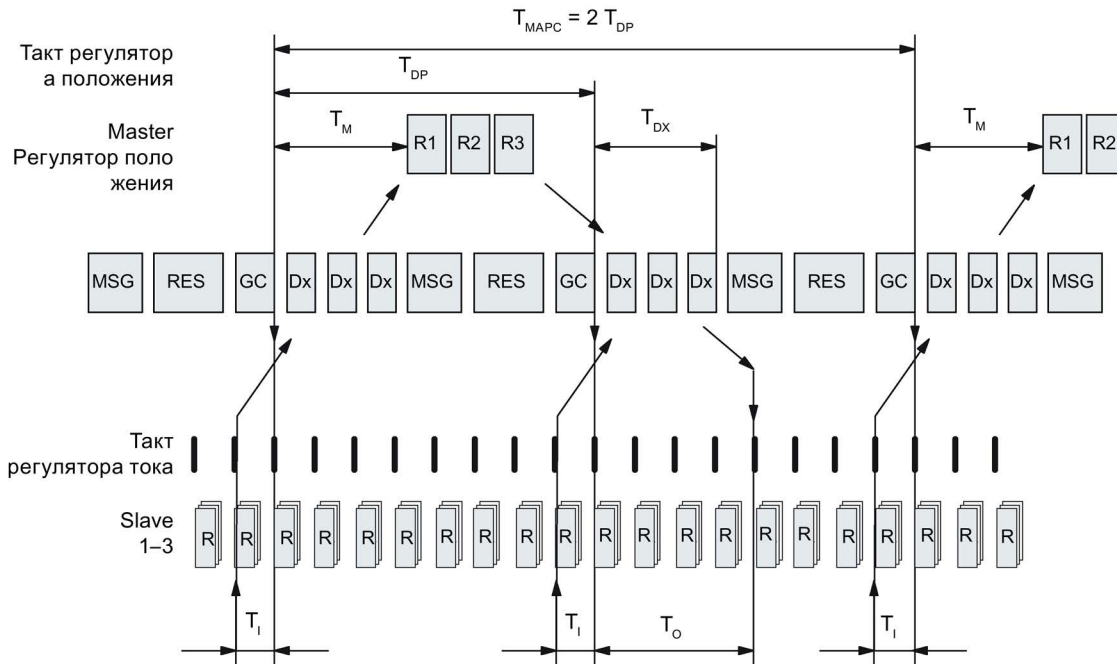 T_MAPC = 2 T_DP
Такт регулятор
а положения
T_DP
Master
Регулятор поло
жения
T_M
R1 R2 R3
T_DX
T_M
R1 R2
MSG RES GC Dx Dx Dx MSG RES GC Dx Dx Dx MSG RES GC Dx Dx Dx MSG
Такт
регулятора тока
Slave
1–3
R R R R R R R R R R R R R R R R R R R R R
T_I T_I T_O T_I